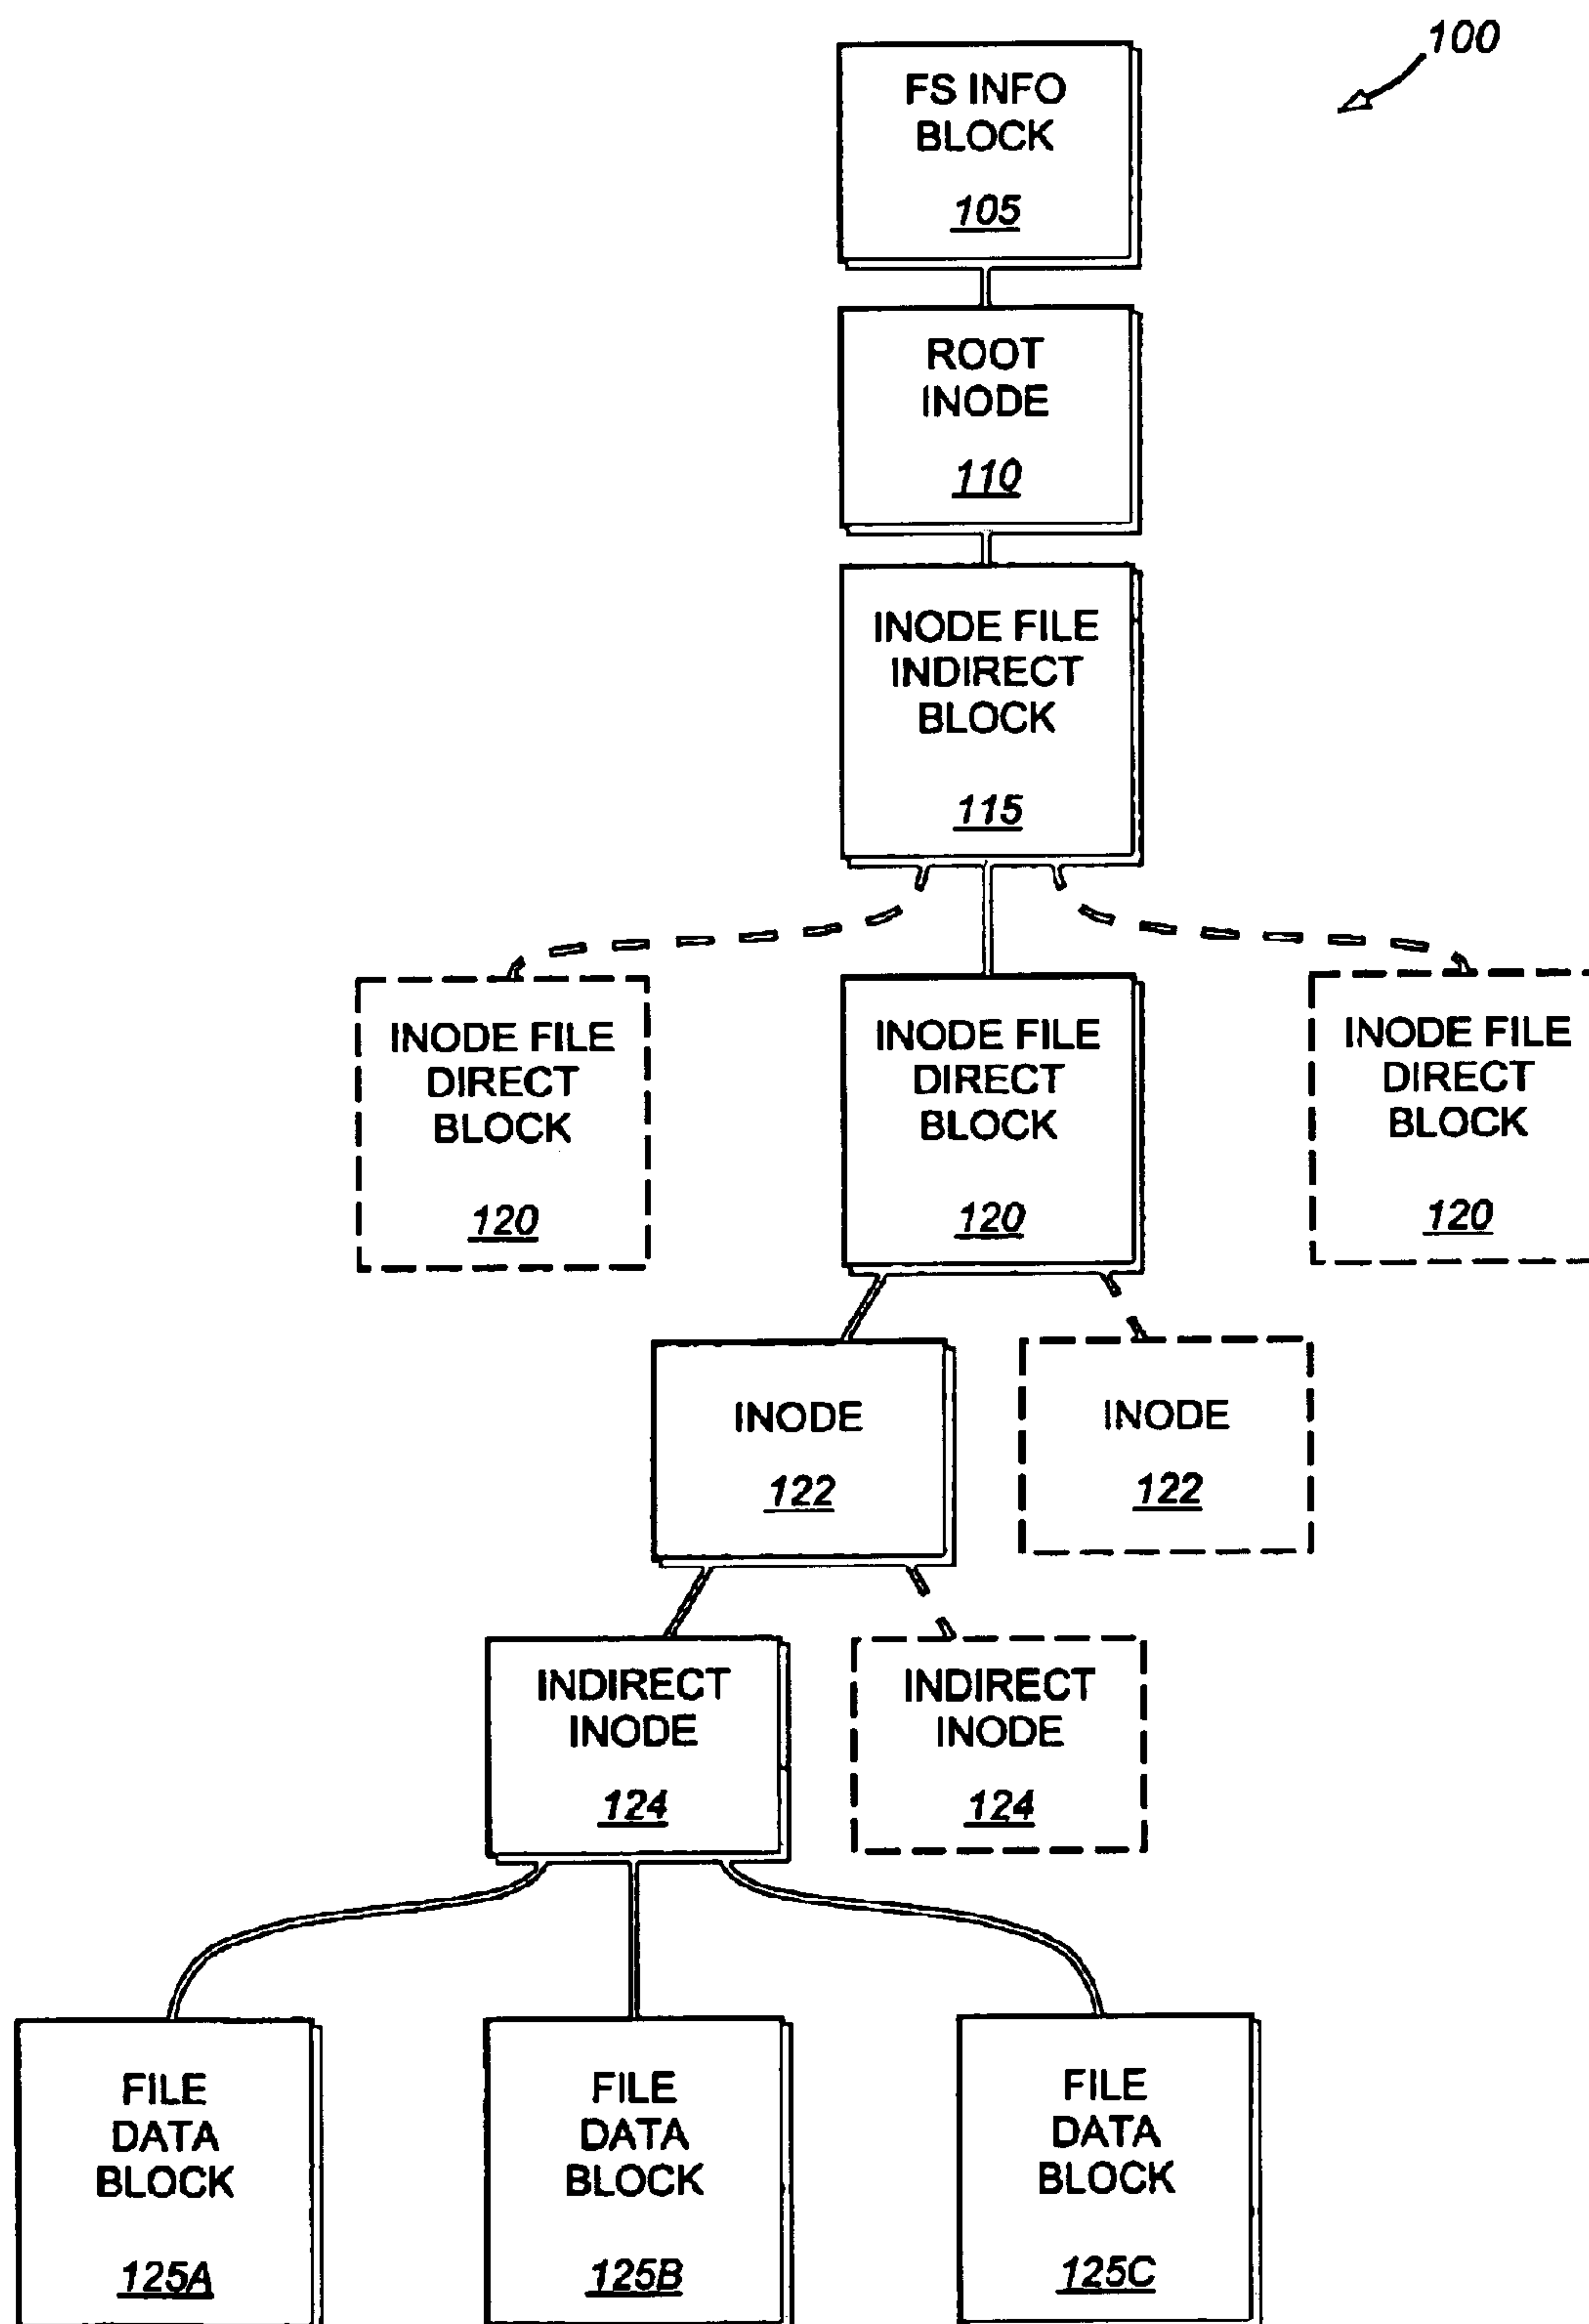 100
FS INFO
BLOCK
105
ROOT
INODE
110
INODE FILE
INDIRECT
BLOCK
115
INODE FILE
DIRECT
BLOCK
120
INODE FILE
DIRECT
BLOCK
120
INODE FILE
DIRECT
BLOCK
120
INODE
122
INODE
122
INDIRECT
INODE
124
INDIRECT
INODE
124
FILE
DATA
BLOCK
125A
FILE
DATA
BLOCK
125B
FILE
DATA
BLOCK
125C